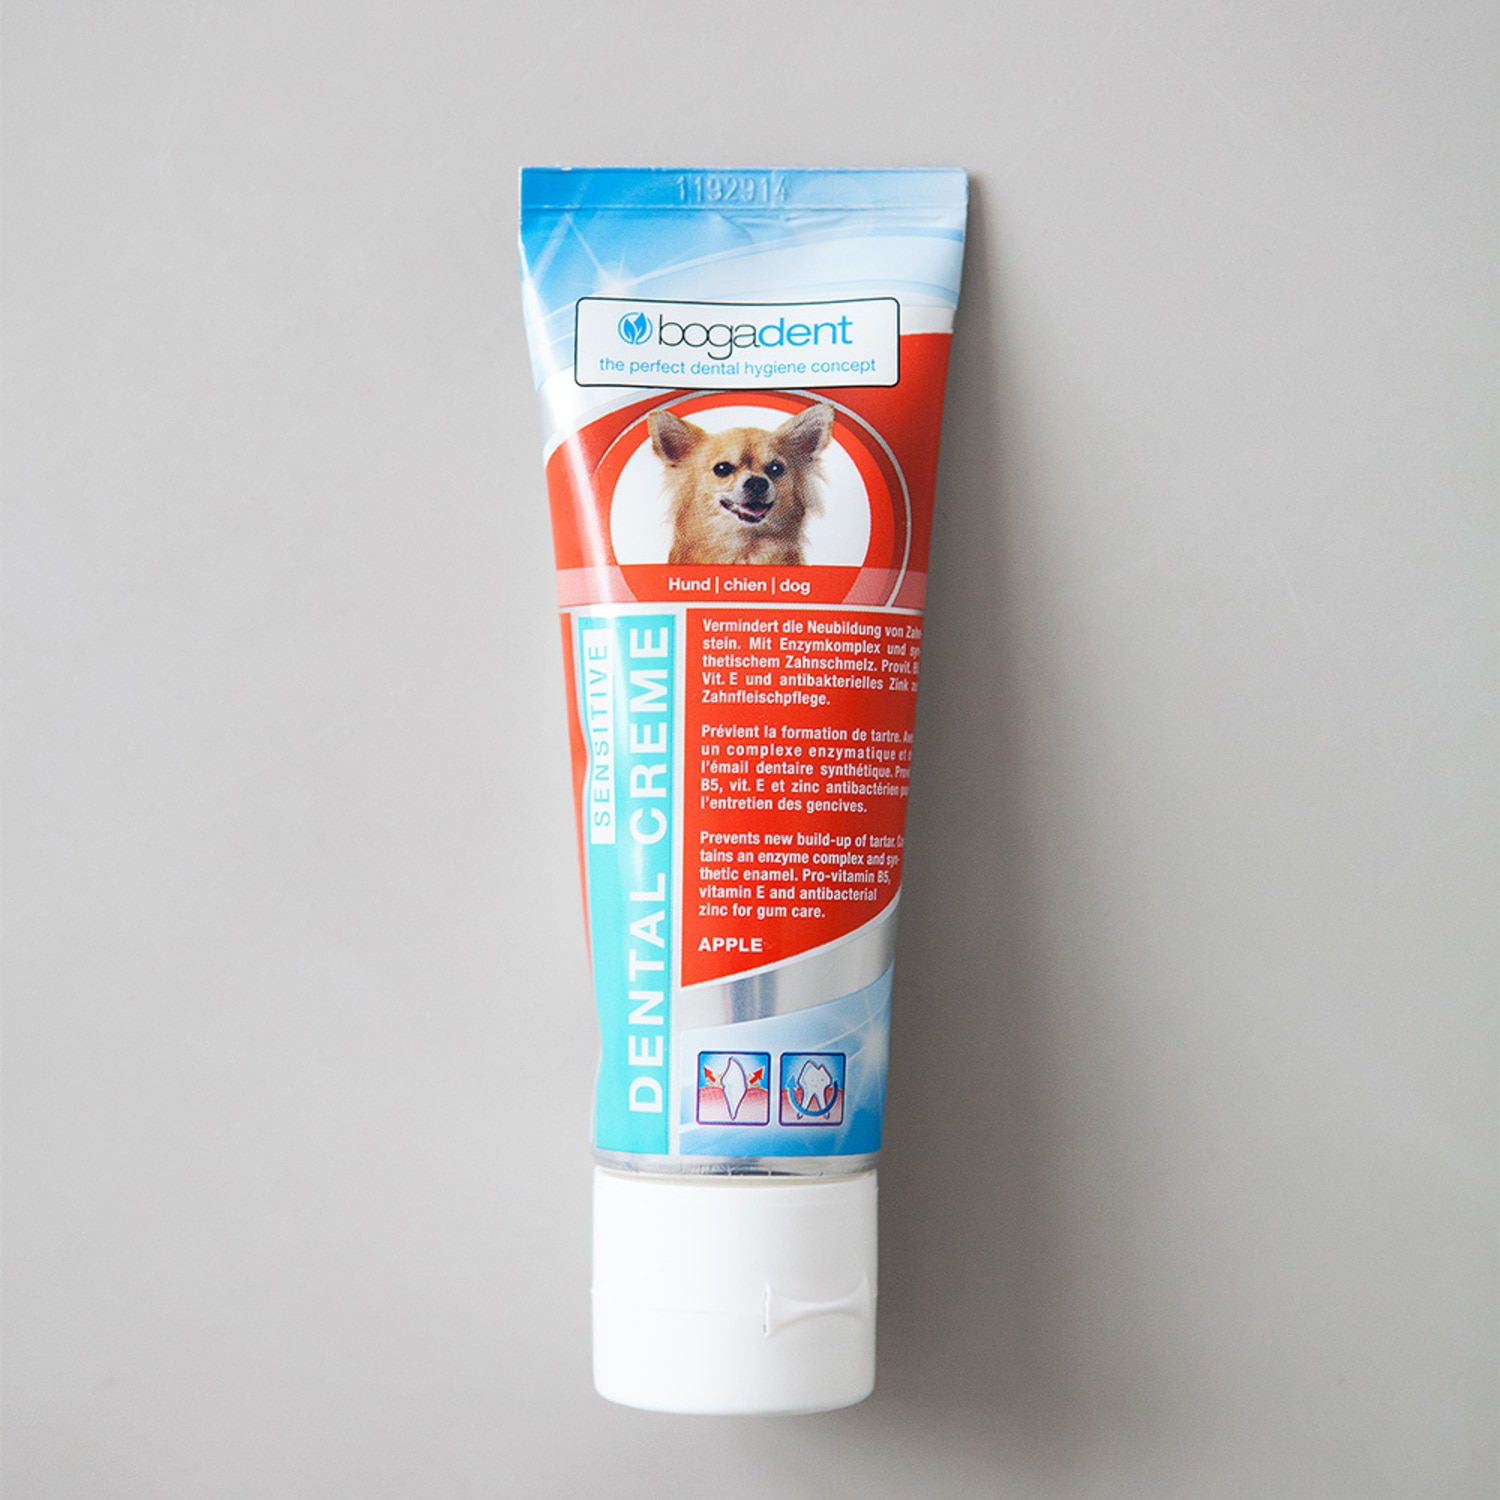 1192914
bogadent
the perfect dental hygiene concept
Hund | chien | dog
SENSITIVE
DENTAL CREME
Vermindert die Neubildung von
stein. Mit Enzymkomplex und
thetischem Zahnschmelz. Provit.
Vit. E und antibakterielles Zink
Zahnfleischpflege.
Prévient la formation de tartre.
un complexe enzymatique et
l'émail dentaire synthétique.
B5, vit. E et zinc antibactérien
l'entretien des gencives.
Prevents new build-up of tartar.
tains an enzyme complex and syn-
thetic enamel. Pro-vitamin B5,
vitamin E and antibacterial
zinc for gum care.
APPLE